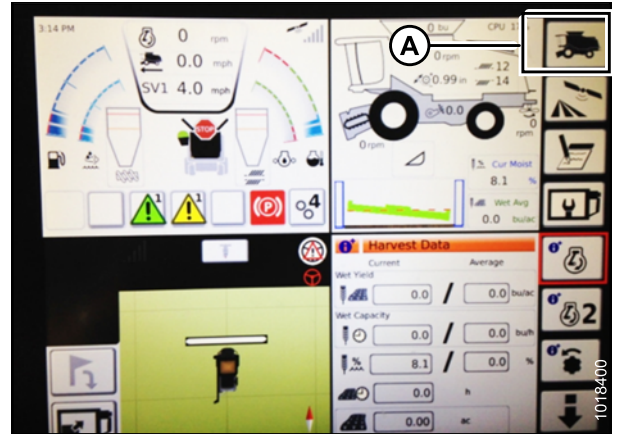 3:14 PM
0 rpm
0.0 mph
SV1 4.0 mph
STOP
1
1
(P)
4
A
0 bu
CPU
0 rpm
12
0.99 in
14
0.0
rpm
0 rpm
Cur Moist
8.1 %
Wet Avg
0.0 bu/ac
Harvest Data
Current Average
Wet Yield
0.0 / 0.0 bu/ac
Wet Capacity
0.0 / 0.0 bu/h
% 8.1 / 0.0 %
0.0 h
0.00 ac
2
1018400